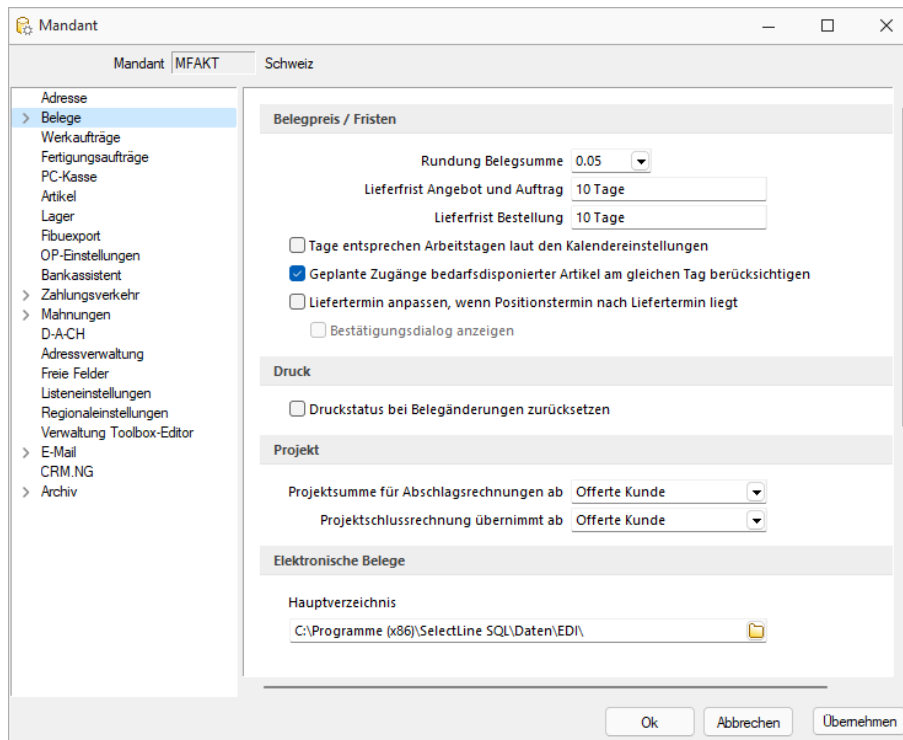 Mandant
Mandant MFAKT Schweiz
Adresse
Belege
Werkaufträge
Fertigungsaufträge
PC-Kasse
Artikel
Lager
Fibuexport
OP-Einstellungen
Bankassistent
Zahlungsverkehr
Mahnungen
D-A-CH
Adressverwaltung
Freie Felder
Listeneinstellungen
Regionaleinstellungen
Verwaltung Toolbox-Editor
E-Mail
CRM.NG
Archiv
Belegpreis / Fristen
Rundung Belegsumme 0.05
Lieferfrist Angebot und Auftrag 10 Tage
Lieferfrist Bestellung 10 Tage
Tage entsprechen Arbeitstagen laut den Kalendereinstellungen
Geplante Zugänge bedarfsdisponierter Artikel am gleichen Tag berücksichtigen
Liefertermin anpassen, wenn Positionstermin nach Liefertermin liegt
Bestätigungsdialog anzeigen
Druck
Druckstatus bei Belegänderungen zurücksetzen
Projekt
Projektsumme für Abschlagsrechnungen ab Offerte Kunde
Projektschlussrechnung übernimmt ab Offerte Kunde
Elektronische Belege
Hauptverzeichnis
C:\Programme (x86)\SelectLine SQL\Daten\EDI\
Ok Abbrechen Übernehmen